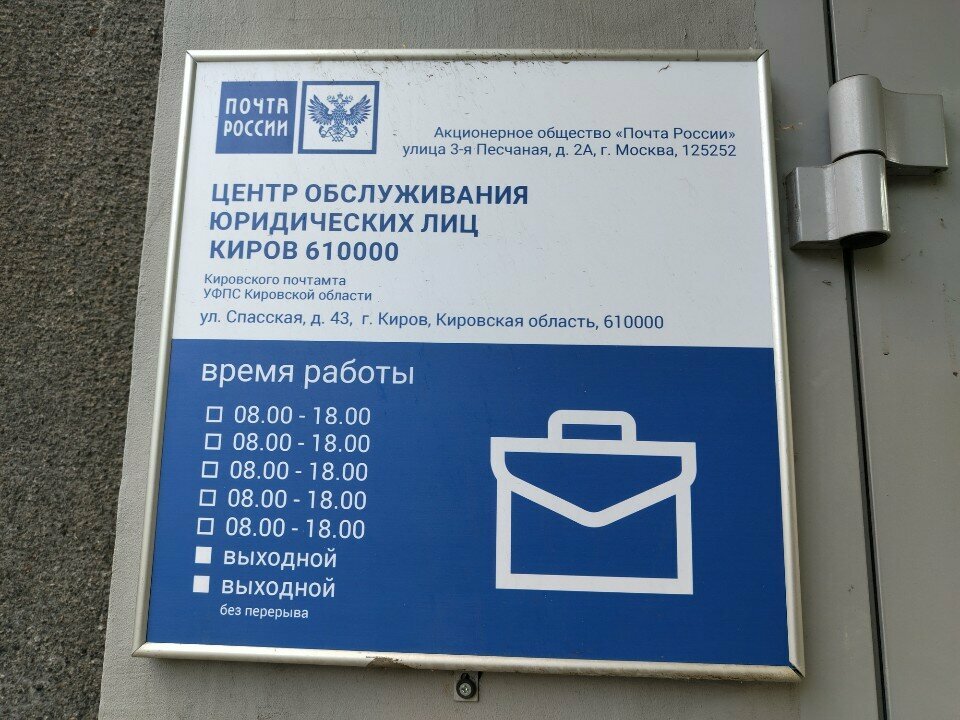 ПОЧТА
РОССИИ
Акционерное общество «Почта России»
улица 3-я Песчаная, д. 2А, г. Москва, 125252
ЦЕНТР ОБСЛУЖИВАНИЯ
ЮРИДИЧЕСКИХ ЛИЦ
КИРОВ 610000
Кировского почтамта
УФПС Кировской области
ул. Спасская, д. 43, г. Киров, Кировская область, 610000
время работы
08.00 - 18.00
08.00 - 18.00
08.00 - 18.00
08.00 - 18.00
08.00 - 18.00
выходной
выходной
без перерыва